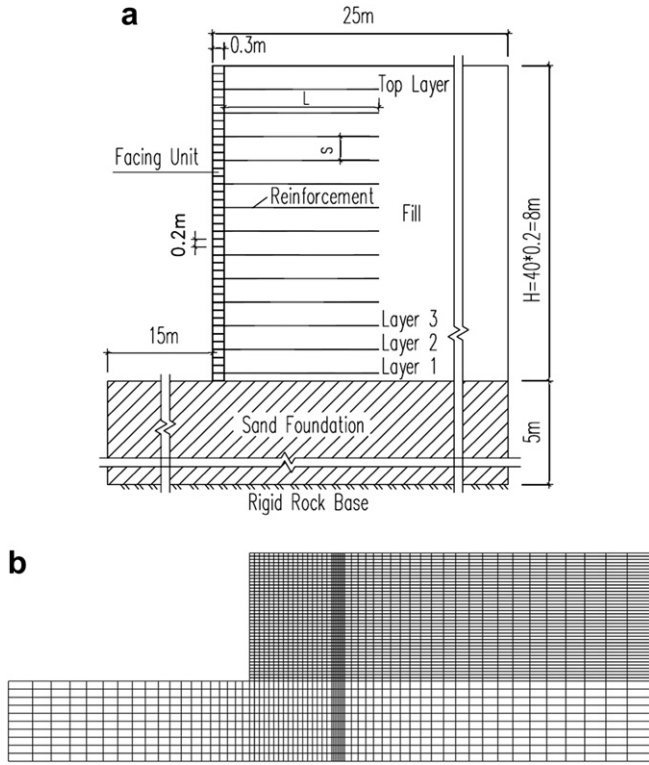 a
25m
0.3m
Top Layer
L
s
Facing Unit
Reinforcement
Fill
0.2m
H=40*0.2=8m
Layer 3
15m
Layer 2
Layer 1
Sand Foundation
5m
Rigid Rock Base
b